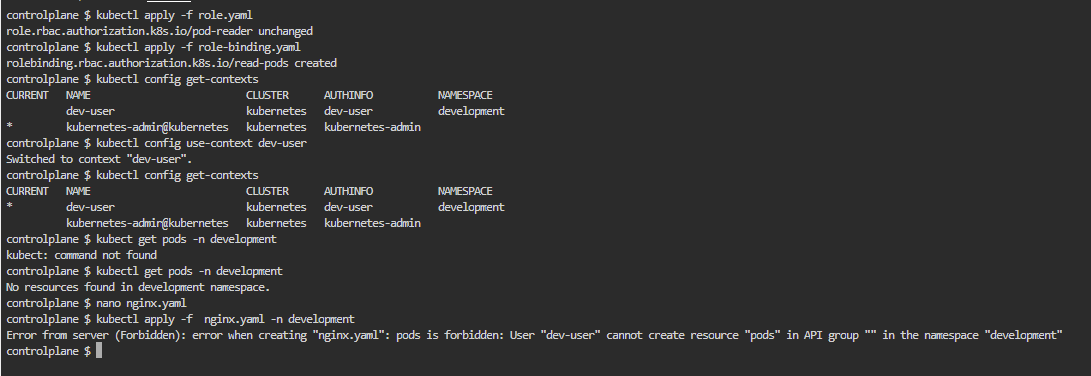 controlplane $ kubectl apply -f role.yaml
role.rbac.authorization.k8s.io/pod-reader unchanged
controlplane $ kubectl apply -f role-binding.yaml
rolebinding.rbac.authorization.k8s.io/read-pods created
controlplane $ kubectl config get-contexts
CURRENT   NAME                          CLUSTER      AUTHINFO           NAMESPACE
          dev-user                      kubernetes   dev-user           development
*         kubernetes-admin@kubernetes   kubernetes   kubernetes-admin
controlplane $ kubectl config use-context dev-user
Switched to context "dev-user".
controlplane $ kubectl config get-contexts
CURRENT   NAME                          CLUSTER      AUTHINFO           NAMESPACE
*         dev-user                      kubernetes   dev-user           development
          kubernetes-admin@kubernetes   kubernetes   kubernetes-admin
controlplane $ kubect get pods -n development
kubect: command not found
controlplane $ kubectl get pods -n development
No resources found in development namespace.
controlplane $ nano nginx.yaml
controlplane $ kubectl apply -f  nginx.yaml -n development
Error from server (Forbidden): error when creating "nginx.yaml": pods is forbidden: User "dev-user" cannot create resource "pods" in API group "" in the namespace "development"
controlplane $